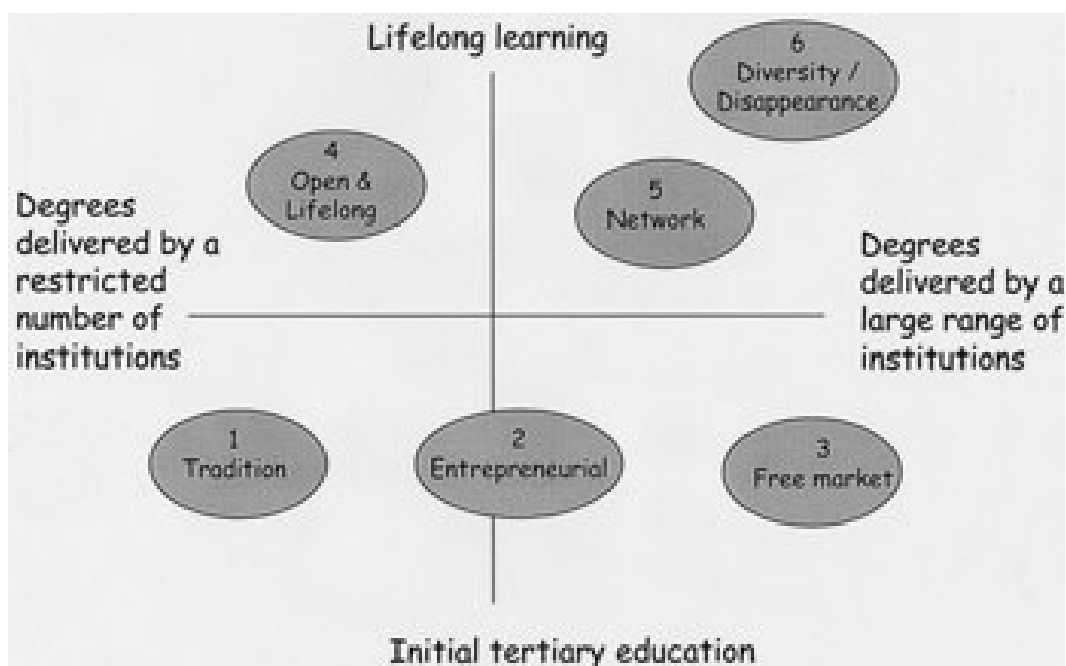 Lifelong learning
6
Diversity /
Disappearance
4
Open &
Lifelong
5
Network
Degrees
delivered by a
restricted
number of
institutions
Degrees
delivered by a
large range of
institutions
1
Tradition
2
Entrepreneurial
3
Free market
Initial tertiary education